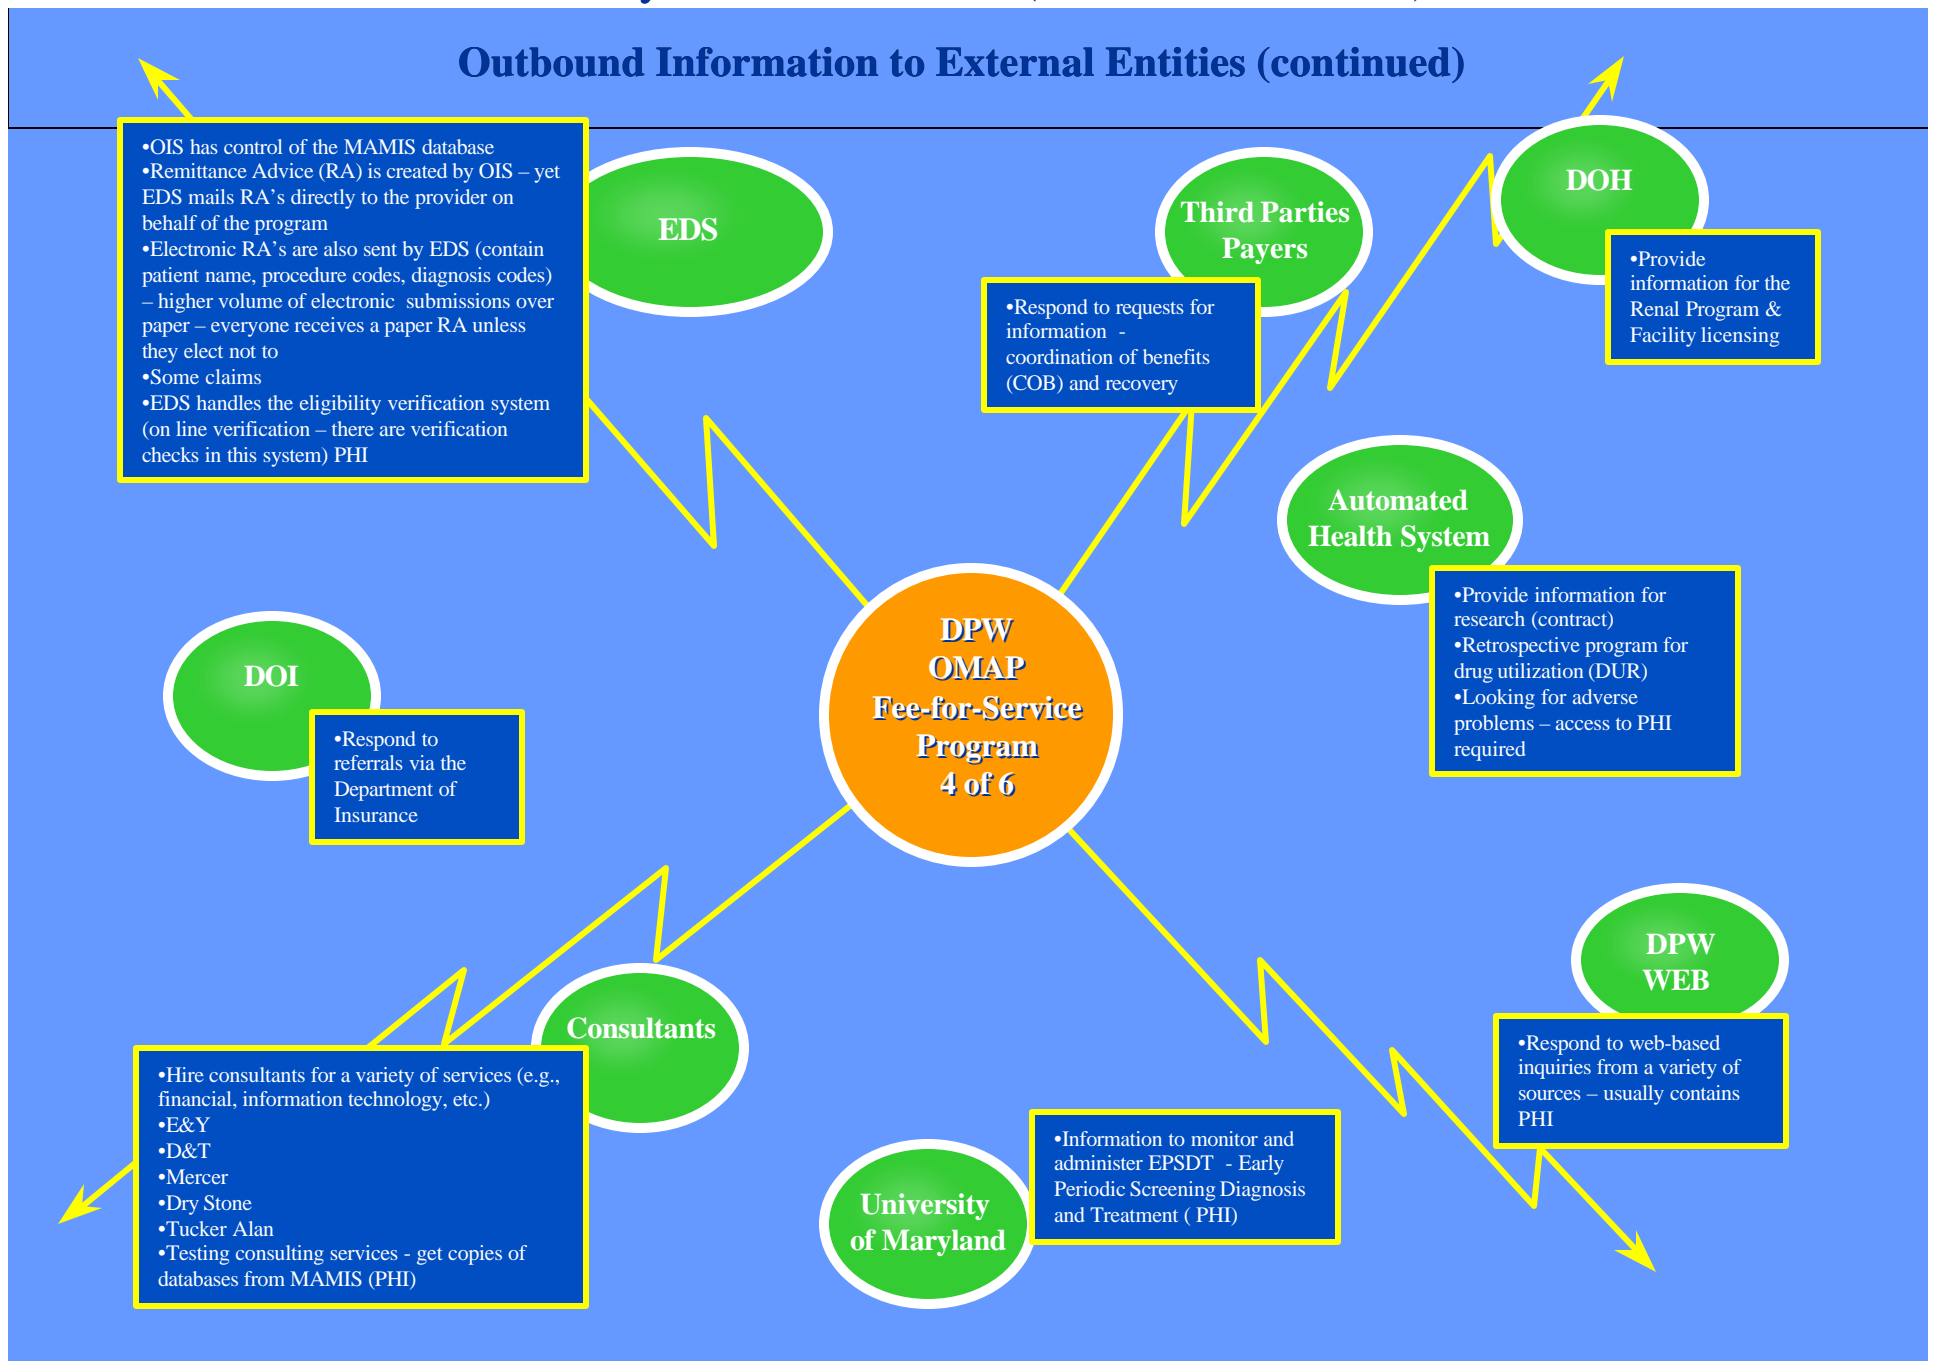 Outbound Information to External Entities (continued)
•OIS has control of the MAMIS database
•Remittance Advice (RA) is created by OIS – yet
EDS mails RA’s directly to the provider on
behalf of the program
•Electronic RA’s are also sent by EDS (contain
patient name, procedure codes, diagnosis codes)
– higher volume of electronic  submissions over
paper – everyone receives a paper RA unless
they elect not to
•Some claims
•EDS handles the eligibility verification system
(on line verification – there are verification
checks in this system) PHI
EDS
Third Parties
Payers
•Respond to requests for
information  -
coordination of benefits
(COB) and recovery
DOH
•Provide
information for the
Renal Program &
Facility licensing
Automated
Health System
•Provide information for
research (contract)
•Retrospective program for
drug utilization (DUR)
•Looking for adverse
problems – access to PHI
required
DPW
OMAP
Fee-for-Service
Program
4 of 6
DOI
•Respond to
referrals via the
Department of
Insurance
DPW
WEB
•Respond to web-based
inquiries from a variety of
sources – usually contains
PHI
Consultants
•Hire consultants for a variety of services (e.g.,
financial, information technology, etc.)
•E&Y
•D&T
•Mercer
•Dry Stone
•Tucker Alan
•Testing consulting services - get copies of
databases from MAMIS (PHI)
University
of Maryland
•Information to monitor and
administer EPSDT  - Early
Periodic Screening Diagnosis
and Treatment ( PHI)